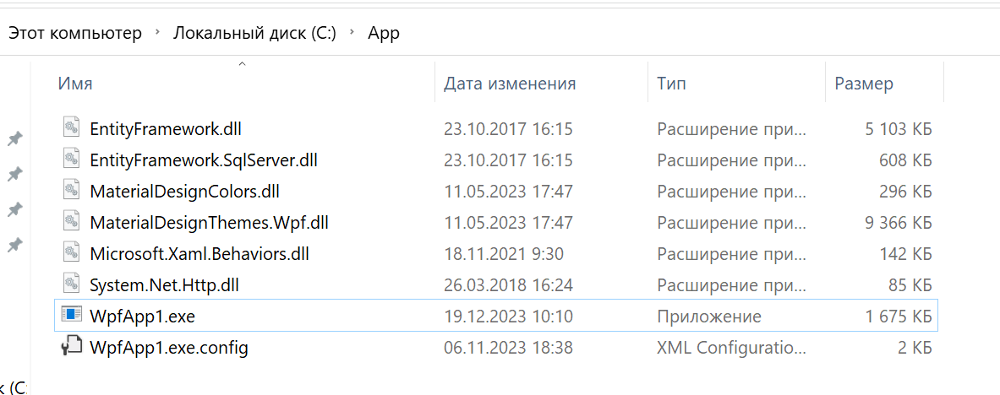 Этот компьютер › Локальный диск (C:) › App
Имя Дата изменения Тип Размер
EntityFramework.dll 23.10.2017 16:15 Расширение при... 5 103 КБ
EntityFramework.SqlServer.dll 23.10.2017 16:15 Расширение при... 608 КБ
MaterialDesignColors.dll 11.05.2023 17:47 Расширение при... 296 КБ
MaterialDesignThemes.Wpf.dll 11.05.2023 17:47 Расширение при... 9 366 КБ
Microsoft.Xaml.Behaviors.dll 18.11.2021 9:30 Расширение при... 142 КБ
System.Net.Http.dll 26.03.2018 16:24 Расширение при... 85 КБ
WpfApp1.exe 19.12.2023 10:10 Приложение 1 675 КБ
WpfApp1.exe.config 06.11.2023 18:38 XML Configuratio... 2 КБ
к (C: